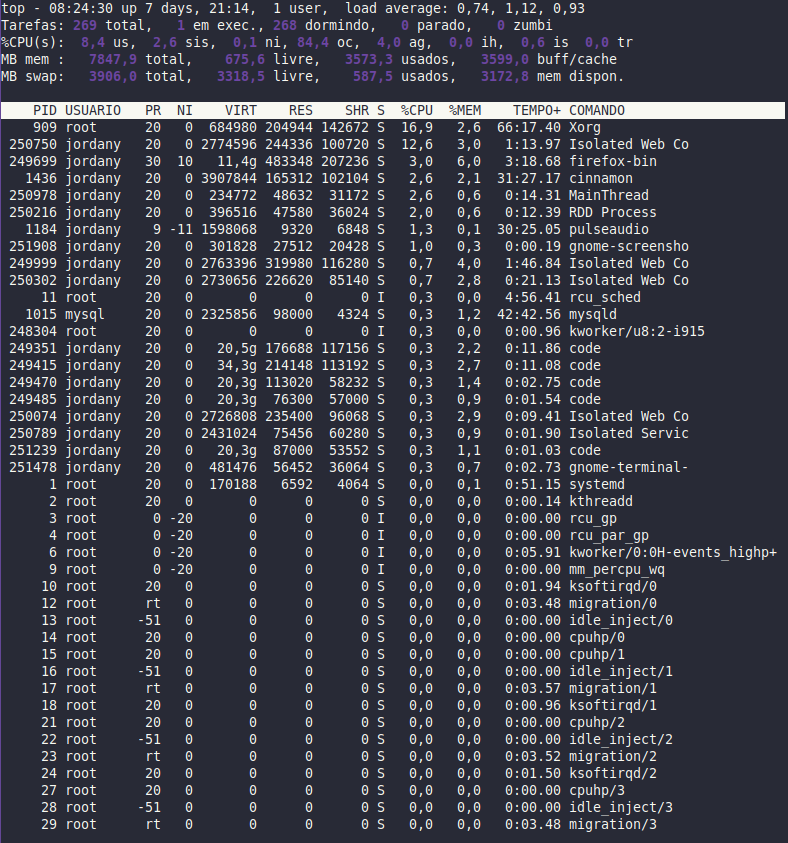 top - 08:24:30 up 7 days, 21:14,  1 user,  load average: 0,74, 1,12, 0,93
Tarefas: 269 total,   1 em exec., 268 dormindo,   0 parado,   0 zumbi
%CPU(s):  8,4 us,  2,6 sis,  0,1 ni, 84,4 oc,  4,0 ag,  0,0 ih,  0,6 is  0,0 tr
MB mem :   7847,9 total,    675,6 livre,   3573,3 usados,   3599,0 buff/cache
MB swap:   3906,0 total,   3318,5 livre,    587,5 usados,   3172,8 mem dispon.
PID USUARIO   PR  NI    VIRT    RES    SHR S  %CPU  %MEM    TEMPO+ COMANDO
909 root      20   0  684980 204944 142672 S  16,9   2,6  66:17.40 Xorg
250750 jordany   20   0 2774596 244336 100720 S  12,6   3,0   1:13.97 Isolated Web Co
249699 jordany   30  10   11,4g 483348 207236 S   3,0   6,0   3:18.68 firefox-bin
1436 jordany   20   0 3907844 165312 102104 S   2,6   2,1  31:27.17 cinnamon
250978 jordany   20   0  234772  48632  31172 S   2,6   0,6   0:14.31 MainThread
250216 jordany   20   0  396516  47580  36024 S   2,0   0,6   0:12.39 RDD Process
1184 jordany    9 -11 1598068   9320   6848 S   1,3   0,1  30:25.05 pulseaudio
251908 jordany   20   0  301828  27512  20428 S   1,0   0,3   0:00.19 gnome-screensho
249999 jordany   20   0 2763396 319980 116280 S   0,7   4,0   1:46.84 Isolated Web Co
250302 jordany   20   0 2730656 226620  85140 S   0,7   2,8   0:21.13 Isolated Web Co
11 root      20   0       0      0      0 I   0,3   0,0   4:56.41 rcu_sched
1015 mysql     20   0 2325856  98000   4324 S   0,3   1,2  42:42.56 mysqld
248304 root      20   0       0      0      0 I   0,3   0,0   0:00.96 kworker/u8:2-i915
249351 jordany   20   0   20,5g 176688 117156 S   0,3   2,2   0:11.86 code
249415 jordany   20   0   34,3g 214148 113192 S   0,3   2,7   0:11.08 code
249470 jordany   20   0   20,3g 113020  58232 S   0,3   1,4   0:02.75 code
249485 jordany   20   0   20,3g  76300  57000 S   0,3   0,9   0:01.54 code
250074 jordany   20   0 2726808 235400  96068 S   0,3   2,9   0:09.41 Isolated Web Co
250789 jordany   20   0 2431024  75456  60280 S   0,3   0,9   0:01.90 Isolated Servic
251239 jordany   20   0   20,3g  87000  53552 S   0,3   1,1   0:01.03 code
251478 jordany   20   0  481476  56452  36064 S   0,3   0,7   0:02.73 gnome-terminal-
1 root      20   0  170188   6592   4064 S   0,0   0,1   0:51.15 systemd
2 root      20   0       0      0      0 S   0,0   0,0   0:00.14 kthreadd
3 root       0 -20       0      0      0 I   0,0   0,0   0:00.00 rcu_gp
4 root       0 -20       0      0      0 I   0,0   0,0   0:00.00 rcu_par_gp
6 root       0 -20       0      0      0 I   0,0   0,0   0:05.91 kworker/0:0H-events_highp+
9 root       0 -20       0      0      0 I   0,0   0,0   0:00.00 mm_percpu_wq
10 root      20   0       0      0      0 S   0,0   0,0   0:01.94 ksoftirqd/0
12 root      rt   0       0      0      0 S   0,0   0,0   0:03.48 migration/0
13 root     -51   0       0      0      0 S   0,0   0,0   0:00.00 idle_inject/0
14 root      20   0       0      0      0 S   0,0   0,0   0:00.00 cpuhp/0
15 root      20   0       0      0      0 S   0,0   0,0   0:00.00 cpuhp/1
16 root     -51   0       0      0      0 S   0,0   0,0   0:00.00 idle_inject/1
17 root      rt   0       0      0      0 S   0,0   0,0   0:03.57 migration/1
18 root      20   0       0      0      0 S   0,0   0,0   0:00.96 ksoftirqd/1
21 root      20   0       0      0      0 S   0,0   0,0   0:00.00 cpuhp/2
22 root     -51   0       0      0      0 S   0,0   0,0   0:00.00 idle_inject/2
23 root      rt   0       0      0      0 S   0,0   0,0   0:03.52 migration/2
24 root      20   0       0      0      0 S   0,0   0,0   0:01.50 ksoftirqd/2
27 root      20   0       0      0      0 S   0,0   0,0   0:00.00 cpuhp/3
28 root     -51   0       0      0      0 S   0,0   0,0   0:00.00 idle_inject/3
29 root      rt   0       0      0      0 S   0,0   0,0   0:03.48 migration/3